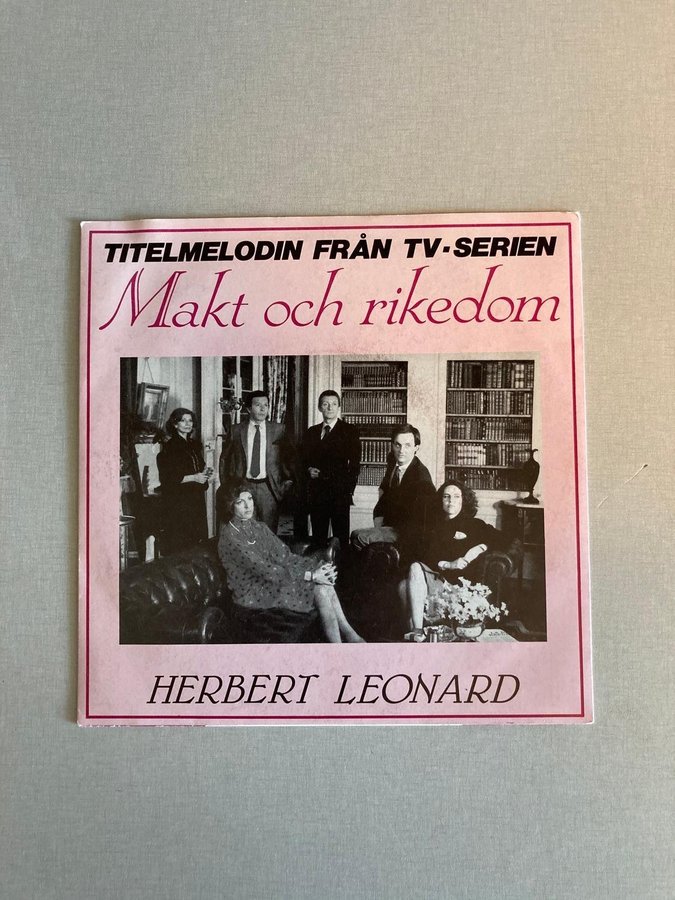 TITELMELODIN FRÅN TV-SERIEN
Makt och rikedom
HERBERT LEONARD